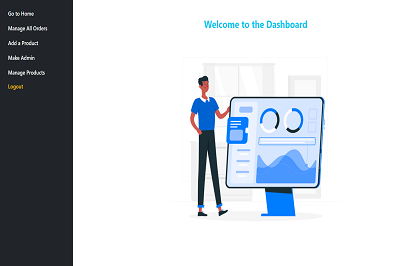 Go to Home
Manage All Orders
Add a Product
Make Admin
Manage Products
Logout
Welcome to the Dashboard